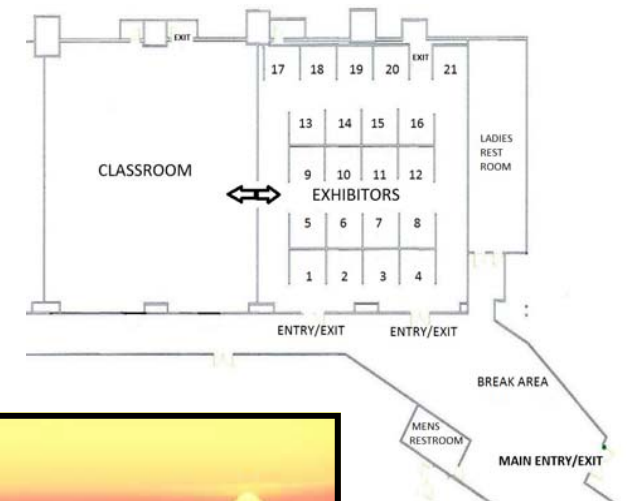 EXIT
EXIT
17 18 19 20 21
13 14 15 16
LADIES
REST
ROOM
CLASSROOM
9 10 11 12
EXHIBITORS
5 6 7 8
1 2 3 4
ENTRY/EXIT ENTRY/EXIT
BREAK AREA
MENS
RESTROOM
MAIN ENTRY/EXIT